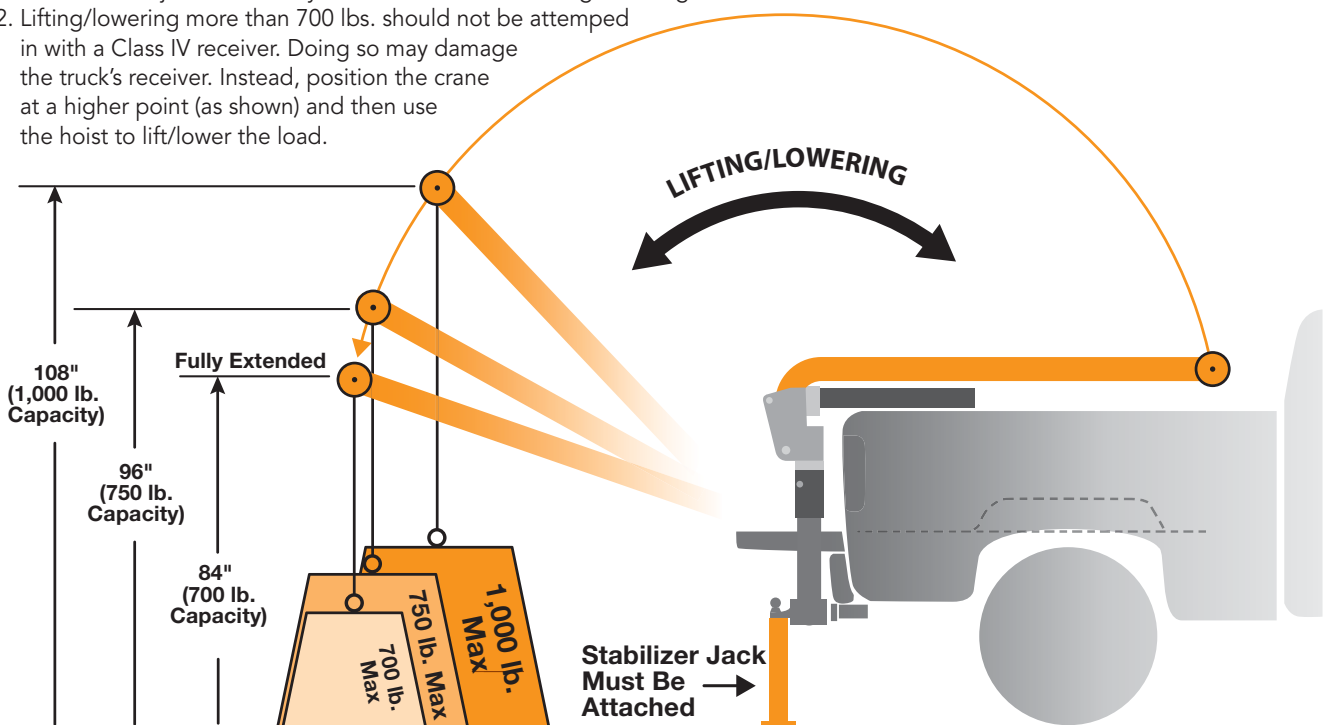 2. Lifting/lowering more than 700 lbs. should not be attemped
in with a Class IV receiver. Doing so may damage
the truck’s receiver. Instead, position the crane
at a higher point (as shown) and then use
the hoist to lift/lower the load.
LIFTING/LOWERING
Fully Extended
108"
(1,000 lb.
Capacity)
96"
(750 lb.
Capacity)
84"
(700 lb.
Capacity)
1,000 lb.
Max
750 lb. Max
700 lb.
Max
Stabilizer Jack
Must Be
Attached